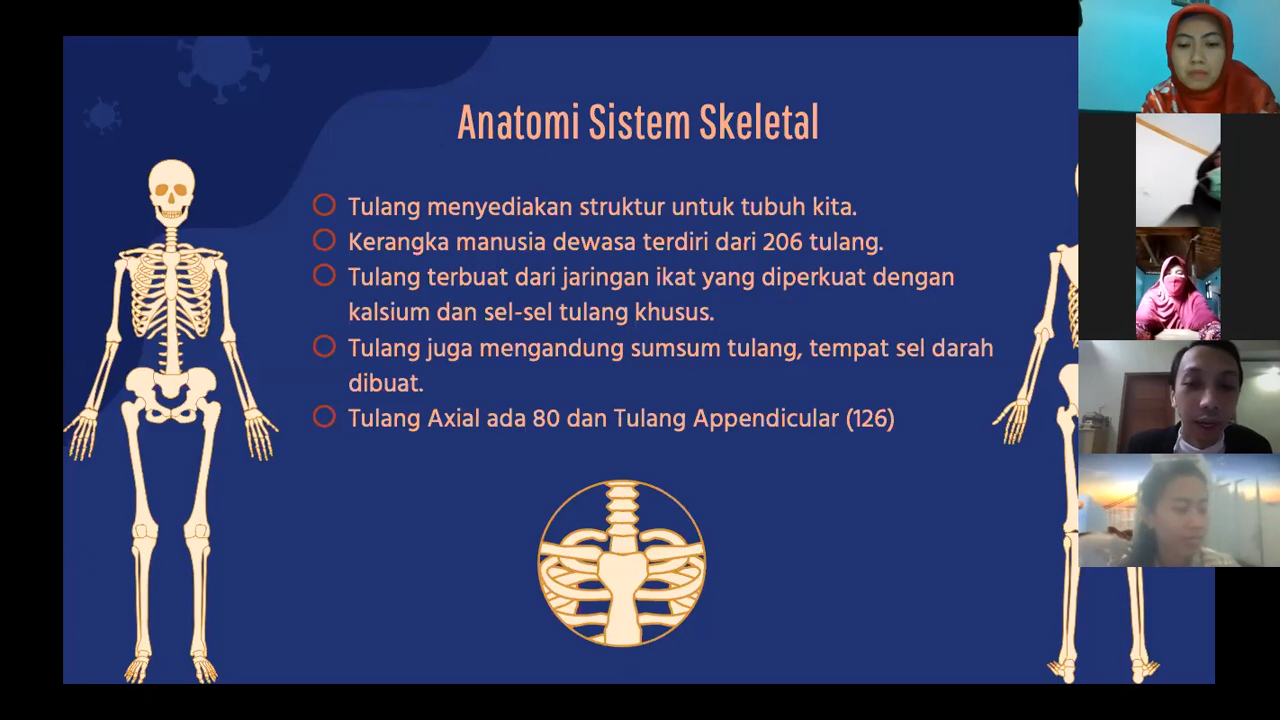 Anatomi Sistem Skeletal
Tulang menyediakan struktur untuk tubuh kita.
Kerangka manusia dewasa terdiri dari 206 tulang.
Tulang terbuat dari jaringan ikat yang diperkuat dengan
kalsium dan sel-sel tulang khusus.
Tulang juga mengandung sumsum tulang, tempat sel darah
dibuat.
Tulang Axial ada 80 dan Tulang Appendicular (126)